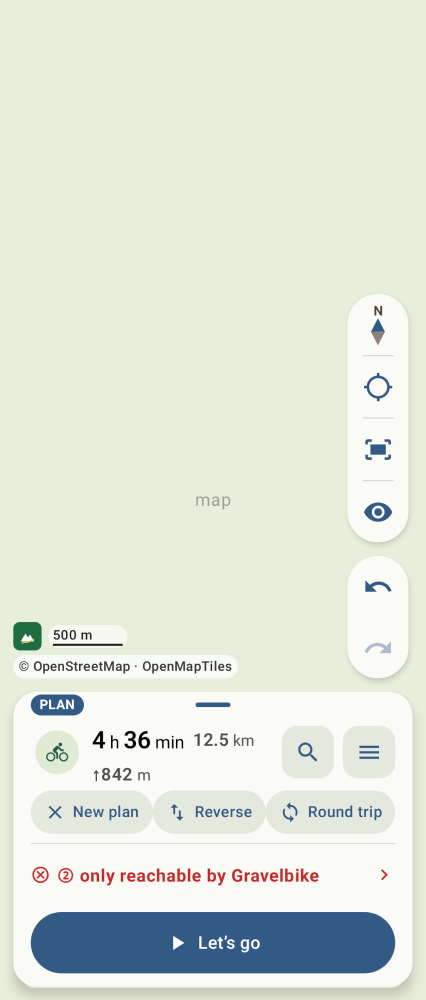 N
map
500 m
© OpenStreetMap · OpenMapTiles
PLAN
4 h 36 min 12.5 km
↑842 m
New plan Reverse Round trip
② only reachable by Gravelbike
Let’s go